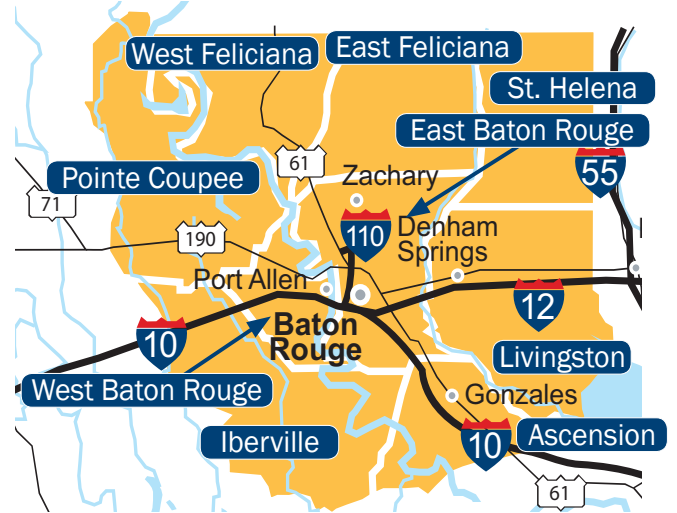 West Feliciana
East Feliciana
St. Helena
East Baton Rouge
61
55
Zachary
Pointe Coupee
71
190
110
Denham
Springs
Port Allen
12
Baton
Rouge
10
Livingston
West Baton Rouge
Gonzales
Iberville
10
Ascension
61